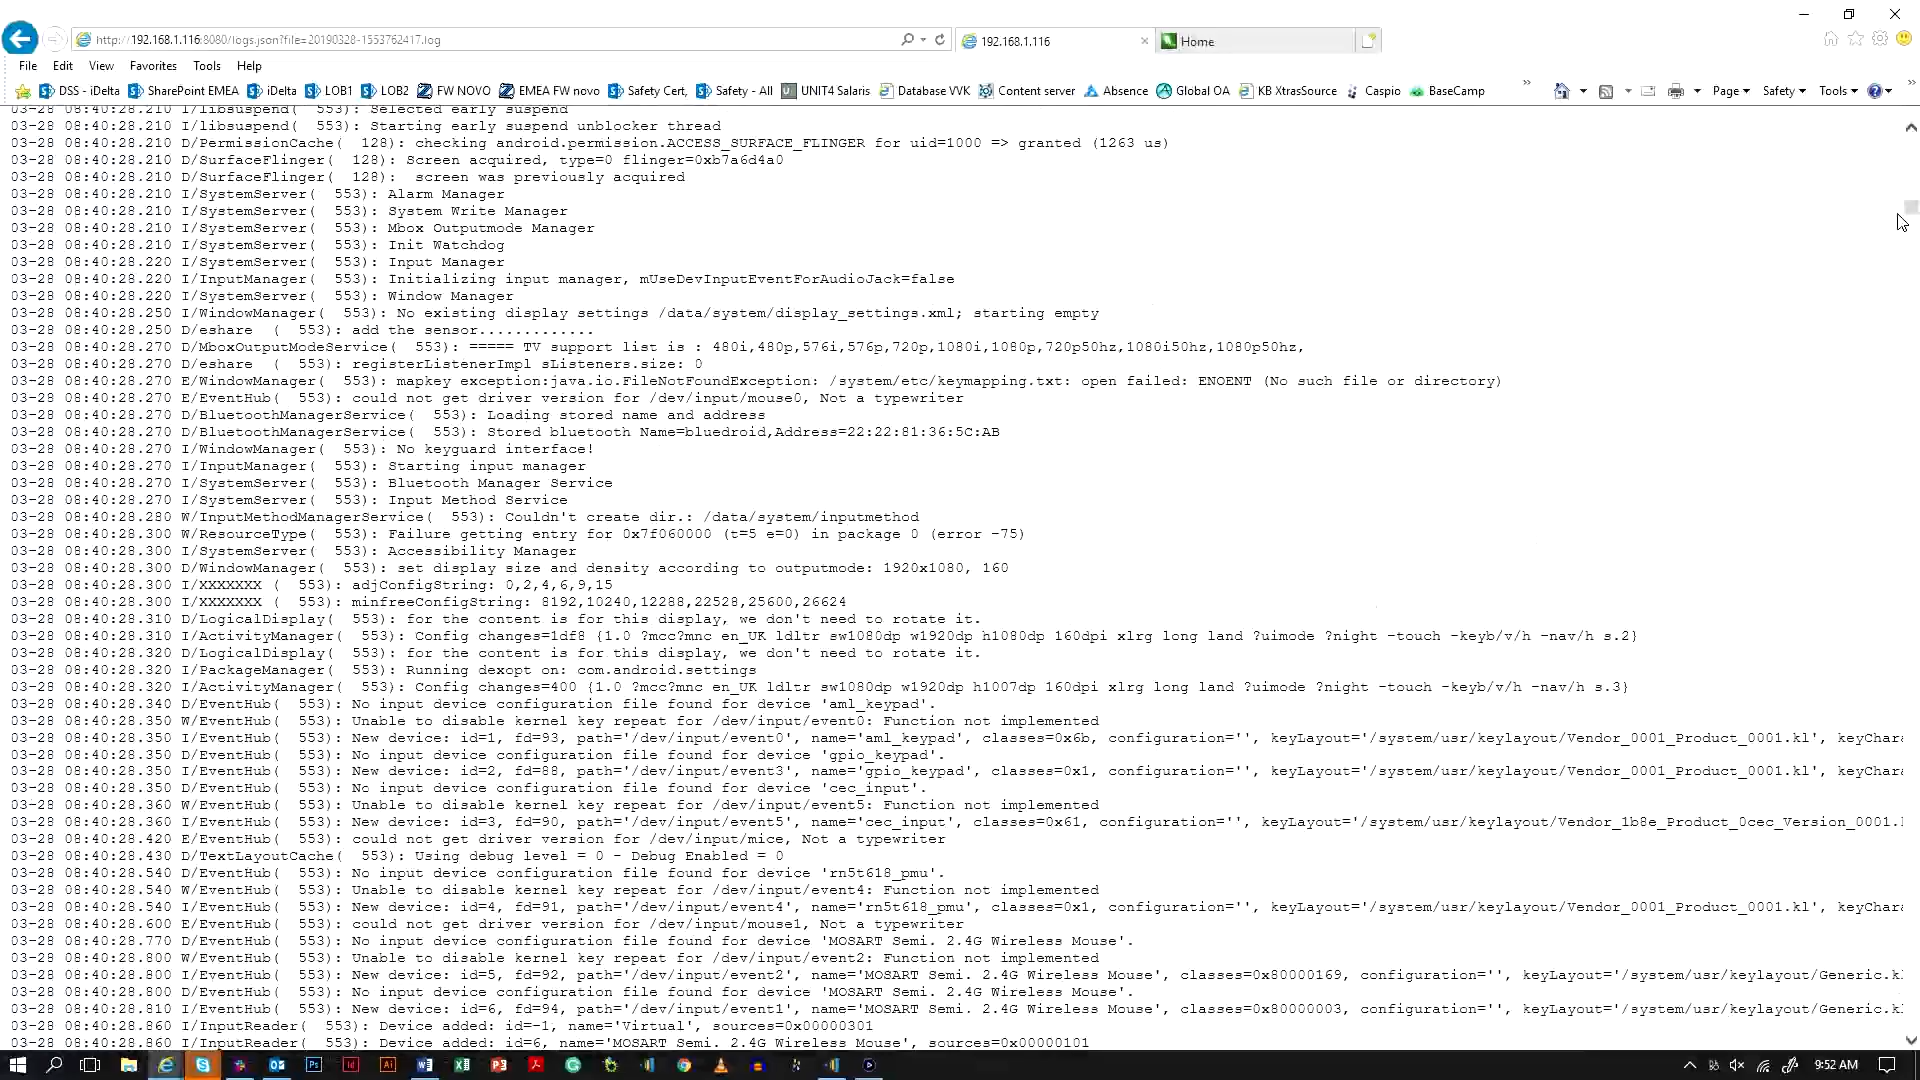 http://192.168.1.116:8080/logs.json?file=20190328-1553762417.log
192.168.1.116
Home
File Edit View Favorites Tools Help
DSS - iDelta SharePoint EMEA iDelta LOB1 LOB2 FW NOVO EMEA FW novo Safety Cert, Safety - All UNIT4 Salaris Database VVK Content server Absence Global OA KB XtrasSource Caspio BaseCamp
Page Safety Tools
03-28 08:40:28.210 I/libsuspend(  553): Selected early suspend
03-28 08:40:28.210 I/libsuspend(  553): Starting early suspend unblocker thread
03-28 08:40:28.210 D/PermissionCache(  128): checking android.permission.ACCESS_SURFACE_FLINGER for uid=1000 => granted (1263 us)
03-28 08:40:28.210 D/SurfaceFlinger(  128): Screen acquired, type=0 flinger=0xb7a6d4a0
03-28 08:40:28.210 D/SurfaceFlinger(  128):  screen was previously acquired
03-28 08:40:28.210 I/SystemServer(  553): Alarm Manager
03-28 08:40:28.210 I/SystemServer(  553): System Write Manager
03-28 08:40:28.210 I/SystemServer(  553): Mbox Outputmode Manager
03-28 08:40:28.210 I/SystemServer(  553): Init Watchdog
03-28 08:40:28.220 I/SystemServer(  553): Input Manager
03-28 08:40:28.220 I/InputManager(  553): Initializing input manager, mUseDevInputEventForAudioJack=false
03-28 08:40:28.220 I/SystemServer(  553): Window Manager
03-28 08:40:28.250 I/WindowManager(  553): No existing display settings /data/system/display_settings.xml; starting empty
03-28 08:40:28.250 D/eshare  (  553): add the sensor.............
03-28 08:40:28.270 D/MboxOutputModeService(  553): ===== TV support list is : 480i,480p,576i,576p,720p,1080i,1080p,720p50hz,1080i50hz,1080p50hz,
03-28 08:40:28.270 D/eshare  (  553): registerListenerImpl sListeners.size: 0
03-28 08:40:28.270 E/WindowManager(  553): mapkey exception:java.io.FileNotFoundException: /system/etc/keymapping.txt: open failed: ENOENT (No such file or directory)
03-28 08:40:28.270 E/EventHub(  553): could not get driver version for /dev/input/mouse0, Not a typewriter
03-28 08:40:28.270 D/BluetoothManagerService(  553): Loading stored name and address
03-28 08:40:28.270 D/BluetoothManagerService(  553): Stored bluetooth Name=bluedroid,Address=22:22:81:36:5C:AB
03-28 08:40:28.270 I/WindowManager(  553): No keyguard interface!
03-28 08:40:28.270 I/InputManager(  553): Starting input manager
03-28 08:40:28.270 I/SystemServer(  553): Bluetooth Manager Service
03-28 08:40:28.270 I/SystemServer(  553): Input Method Service
03-28 08:40:28.280 W/InputMethodManagerService(  553): Couldn't create dir.: /data/system/inputmethod
03-28 08:40:28.300 W/ResourceType(  553): Failure getting entry for 0x7f060000 (t=5 e=0) in package 0 (error -75)
03-28 08:40:28.300 I/SystemServer(  553): Accessibility Manager
03-28 08:40:28.300 D/WindowManager(  553): set display size and density according to outputmode: 1920x1080, 160
03-28 08:40:28.300 I/XXXXXXX (  553): adjConfigString: 0,2,4,6,9,15
03-28 08:40:28.300 I/XXXXXXX (  553): minfreeConfigString: 8192,10240,12288,22528,25600,26624
03-28 08:40:28.310 D/LogicalDisplay(  553): for the content is for this display, we don't need to rotate it.
03-28 08:40:28.310 I/ActivityManager(  553): Config changes=1df8 {1.0 ?mcc?mnc en_UK ldltr sw1080dp w1920dp h1080dp 160dpi xlrg long land ?uimode ?night -touch -keyb/v/h -nav/h s.2}
03-28 08:40:28.320 D/LogicalDisplay(  553): for the content is for this display, we don't need to rotate it.
03-28 08:40:28.320 I/PackageManager(  553): Running dexopt on: com.android.settings
03-28 08:40:28.320 I/ActivityManager(  553): Config changes=400 {1.0 ?mcc?mnc en_UK ldltr sw1080dp w1920dp h1007dp 160dpi xlrg long land ?uimode ?night -touch -keyb/v/h -nav/h s.3}
03-28 08:40:28.340 D/EventHub(  553): No input device configuration file found for device 'aml_keypad'.
03-28 08:40:28.350 W/EventHub(  553): Unable to disable kernel key repeat for /dev/input/event0: Function not implemented
03-28 08:40:28.350 I/EventHub(  553): New device: id=1, fd=93, path='/dev/input/event0', name='aml_keypad', classes=0x6b, configuration='', keyLayout='/system/usr/keylayout/Vendor_0001_Product_0001.kl', keyChara
03-28 08:40:28.350 D/EventHub(  553): No input device configuration file found for device 'gpio_keypad'.
03-28 08:40:28.350 I/EventHub(  553): New device: id=2, fd=88, path='/dev/input/event3', name='gpio_keypad', classes=0x1, configuration='', keyLayout='/system/usr/keylayout/Vendor_0001_Product_0001.kl', keyChara
03-28 08:40:28.350 D/EventHub(  553): No input device configuration file found for device 'cec_input'.
03-28 08:40:28.360 W/EventHub(  553): Unable to disable kernel key repeat for /dev/input/event5: Function not implemented
03-28 08:40:28.360 I/EventHub(  553): New device: id=3, fd=90, path='/dev/input/event5', name='cec_input', classes=0x61, configuration='', keyLayout='/system/usr/keylayout/Vendor_1b8e_Product_0cec_Version_0001.
03-28 08:40:28.420 E/EventHub(  553): could not get driver version for /dev/input/mice, Not a typewriter
03-28 08:40:28.430 D/TextLayoutCache(  553): Using debug level = 0 - Debug Enabled = 0
03-28 08:40:28.540 D/EventHub(  553): No input device configuration file found for device 'rn5t618_pmu'.
03-28 08:40:28.540 W/EventHub(  553): Unable to disable kernel key repeat for /dev/input/event4: Function not implemented
03-28 08:40:28.540 I/EventHub(  553): New device: id=4, fd=91, path='/dev/input/event4', name='rn5t618_pmu', classes=0x1, configuration='', keyLayout='/system/usr/keylayout/Vendor_0001_Product_0001.kl', keyChara
03-28 08:40:28.600 E/EventHub(  553): could not get driver version for /dev/input/mouse1, Not a typewriter
03-28 08:40:28.770 D/EventHub(  553): No input device configuration file found for device 'MOSART Semi. 2.4G Wireless Mouse'.
03-28 08:40:28.800 W/EventHub(  553): Unable to disable kernel key repeat for /dev/input/event2: Function not implemented
03-28 08:40:28.800 I/EventHub(  553): New device: id=5, fd=92, path='/dev/input/event2', name='MOSART Semi. 2.4G Wireless Mouse', classes=0x80000169, configuration='', keyLayout='/system/usr/keylayout/Generic.k
03-28 08:40:28.800 D/EventHub(  553): No input device configuration file found for device 'MOSART Semi. 2.4G Wireless Mouse'.
03-28 08:40:28.810 I/EventHub(  553): New device: id=6, fd=94, path='/dev/input/event1', name='MOSART Semi. 2.4G Wireless Mouse', classes=0x80000003, configuration='', keyLayout='/system/usr/keylayout/Generic.k
03-28 08:40:28.860 I/InputReader(  553): Device added: id=-1, name='Virtual', sources=0x00000301
03-28 08:40:28.860 I/InputReader(  553): Device added: id=6, name='MOSART Semi. 2.4G Wireless Mouse', sources=0x00000101
9:52 AM